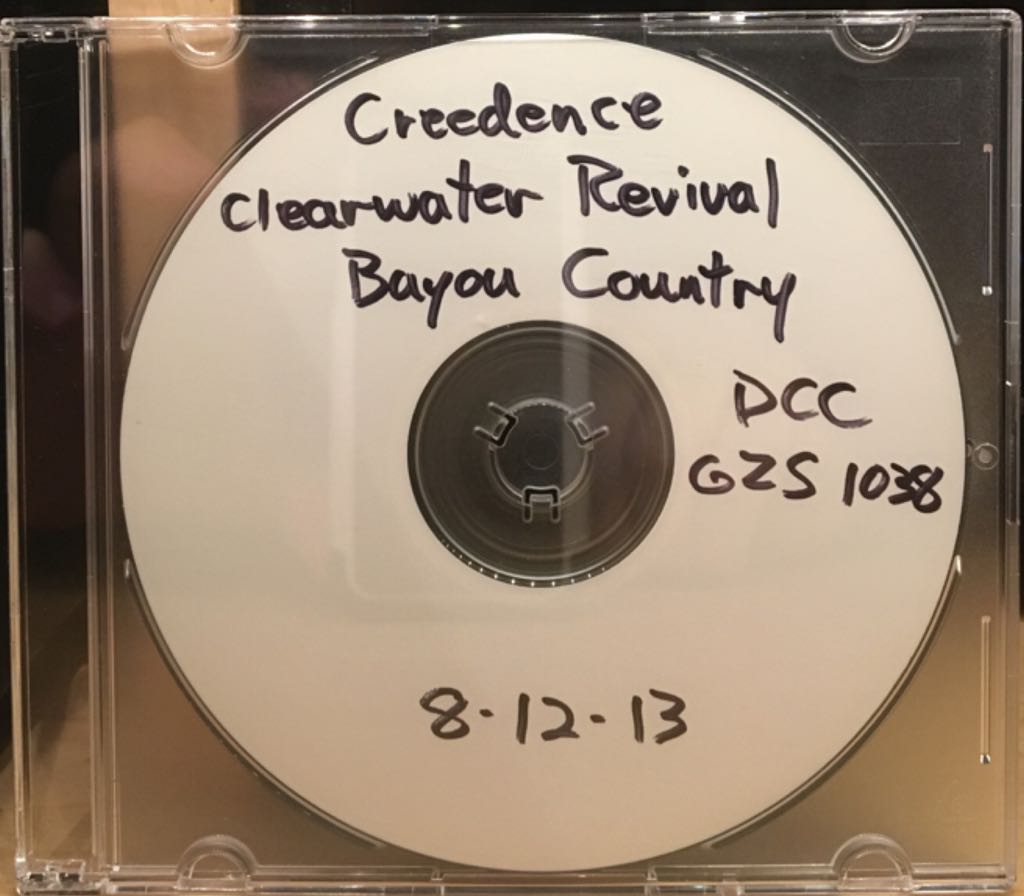 Creedence
Clearwater Revival
Bayou Country
DCC
GZS 1038
8-12-13